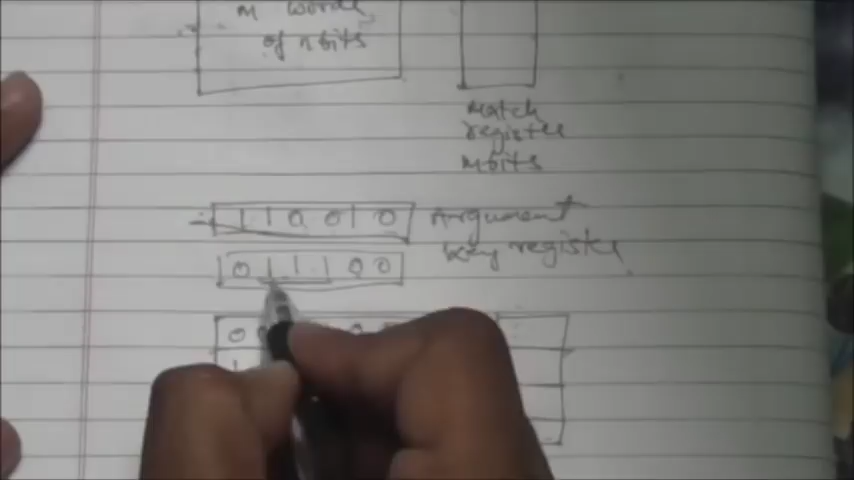 m words
of n bits
match
register
m bits
1 1 0 0 1 0 Argument
key register
0 1 1 1 0 0
0